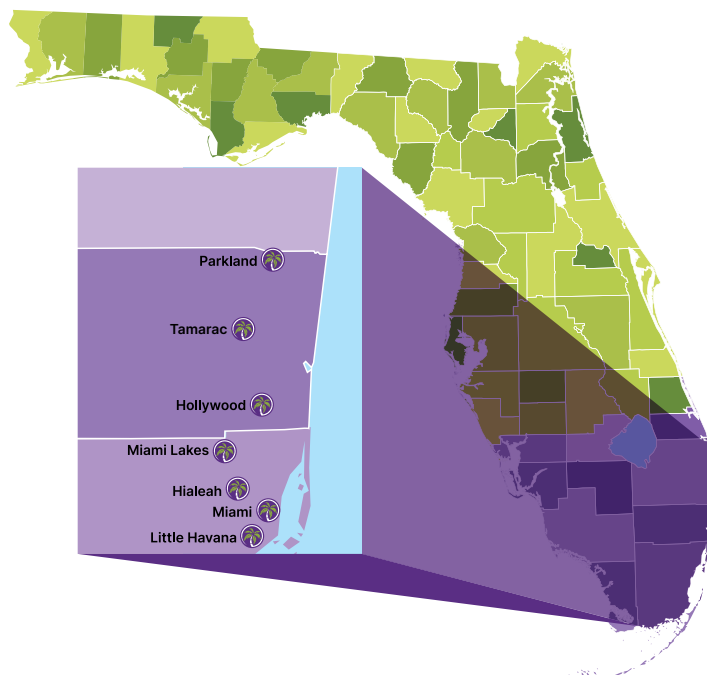 Parkland
Tamarac
Hollywood
Miami Lakes
Hialeah
Miami
Little Havana